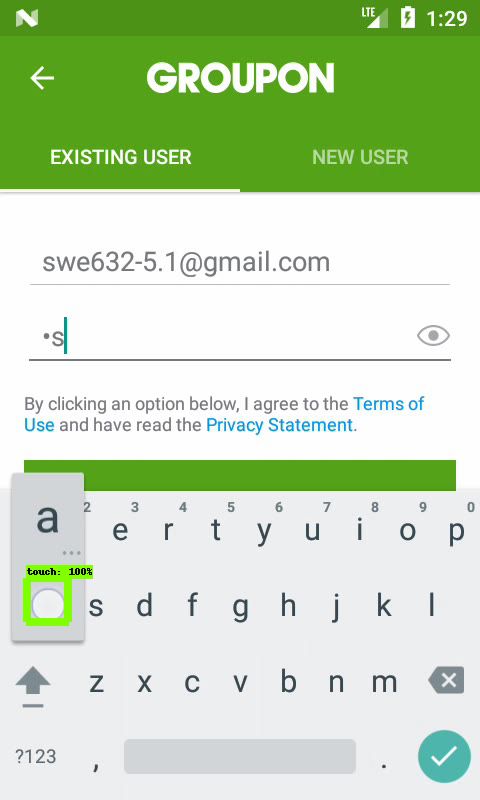 LTE 1:29
GROUPON
EXISTING USER NEW USER
swe632-5.1@gmail.com
•s
By clicking an option below, I agree to the Terms of
Use and have read the Privacy Statement.
a 2 3 4 5 6 7 8 9 0
e r t y u i o p
...
touch: 100%
s d f g h j k l
z x c v b n m
?123 , .